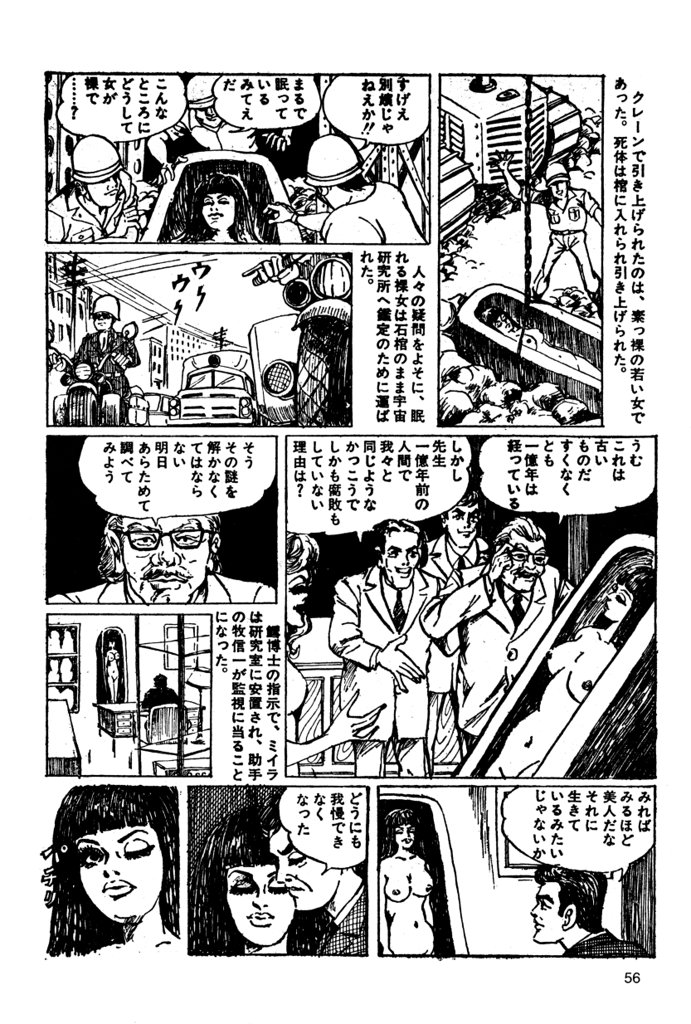 クレーンで引き上げられたのは、素っ裸の若い女で
あった。死体は棺に入れられ引き上げられた。
すげえ
別嬪じゃ
ねえか!!
まるで
眠って
いる
みてえ
だ
こんな
ところに
どうして
女が
裸で
……?
人々の疑問をよそに、眠
れる裸女は石棺のまま宇宙
研究所へ鑑定のために運ば
れた。
ウ〜
ウ〜
うむ
これは
古い
ものだ
すくなく
とも
一億年は
経っている
しかし
先生
一億年前の
人間で
我々と
同じような
かっこうで
しかも腐敗も
していない
理由は?
そう
その謎を
解かなく
てはなら
ない
明日
あらためて
調べて
みよう
博士の指示で、ミイラ
は研究室に安置され、助手
の牧信一が監視に当ること
になった。
みれば
みるほど
美人だな
それに
生きて
いるみたい
じゃないか
どうにも
我慢でき
なく
なった
56